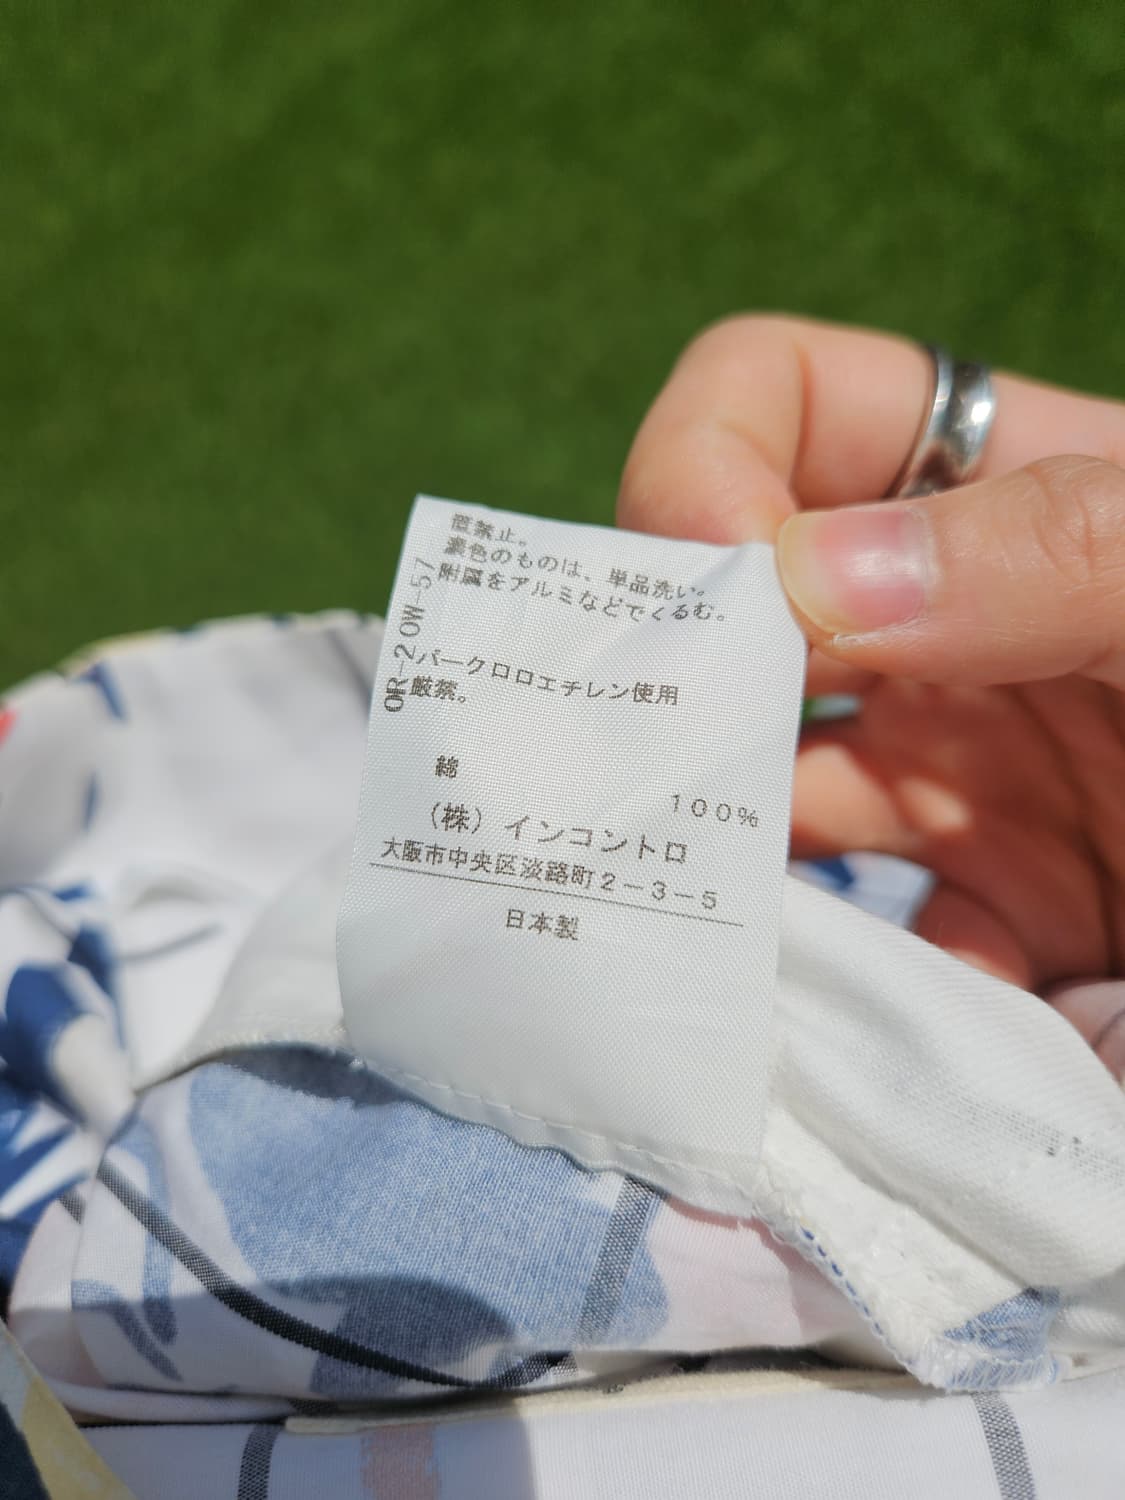 置禁止。
濃色のものは、単品洗い。
附属をアルミなどでくるむ。
パークロロエチレン使用
厳禁。
OR-20W-57
綿
100%
(株)インコントロ
大阪市中央区淡路町2-3-5
日本製